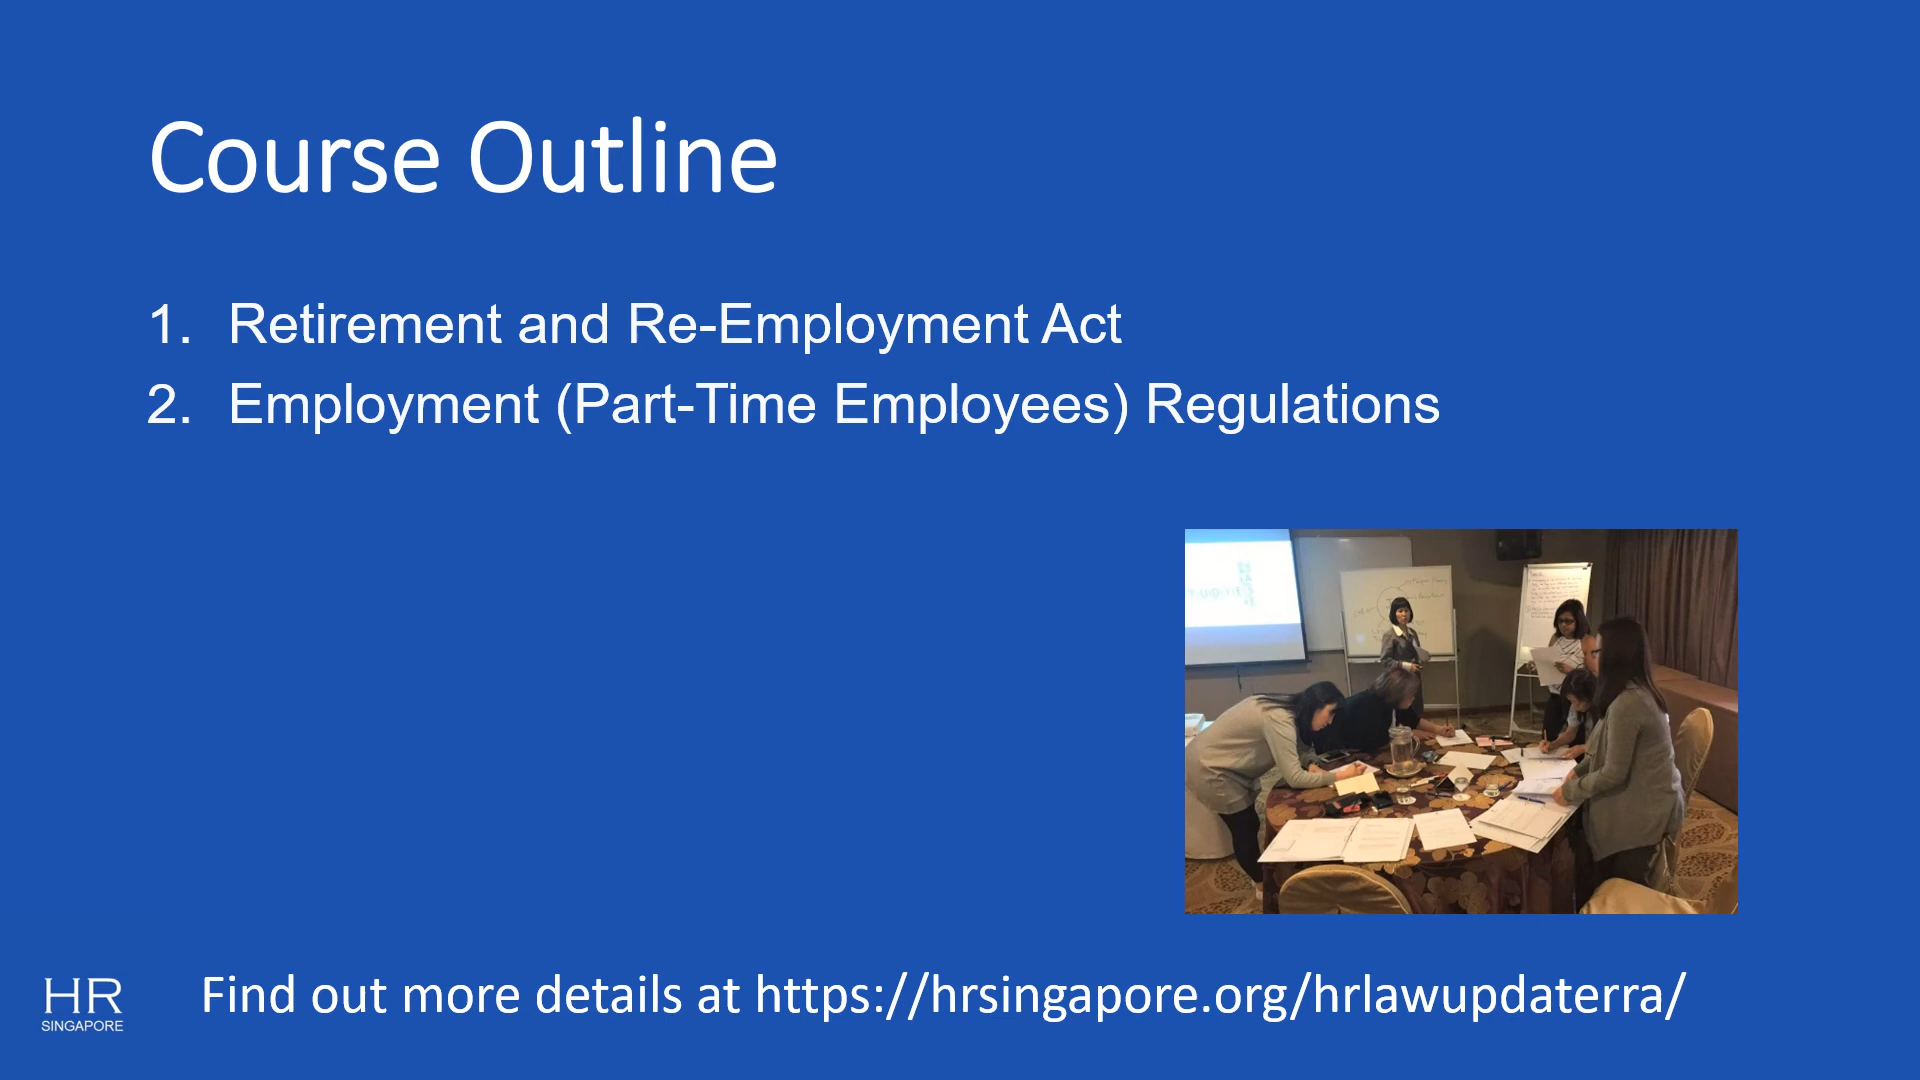 Course Outline
1. Retirement and Re-Employment Act
2. Employment (Part-Time Employees) Regulations
HR
SINGAPORE
Find out more details at https://hrsingapore.org/hrlawupdaterra/